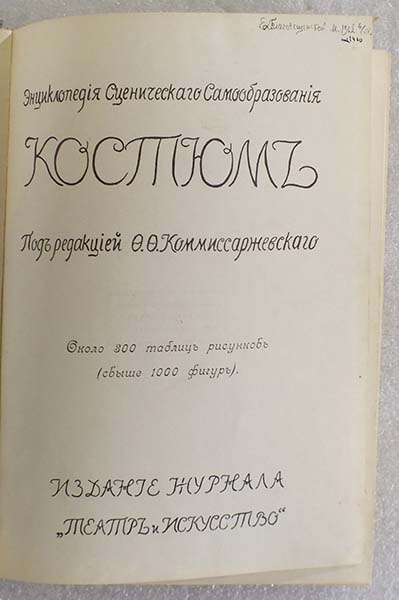 Энциклопедія Сценическаго Самообразованія
КОСТЮМЪ
Подъ редакціей Ѳ.Ѳ.Коммиссаржевскаго
Около 300 таблицъ рисунковъ
(свыше 1000 фигуръ).
ИЗДАНІЕ ЖУРНАЛА
„ТЕАТРЪ и ИСКУССТВО“